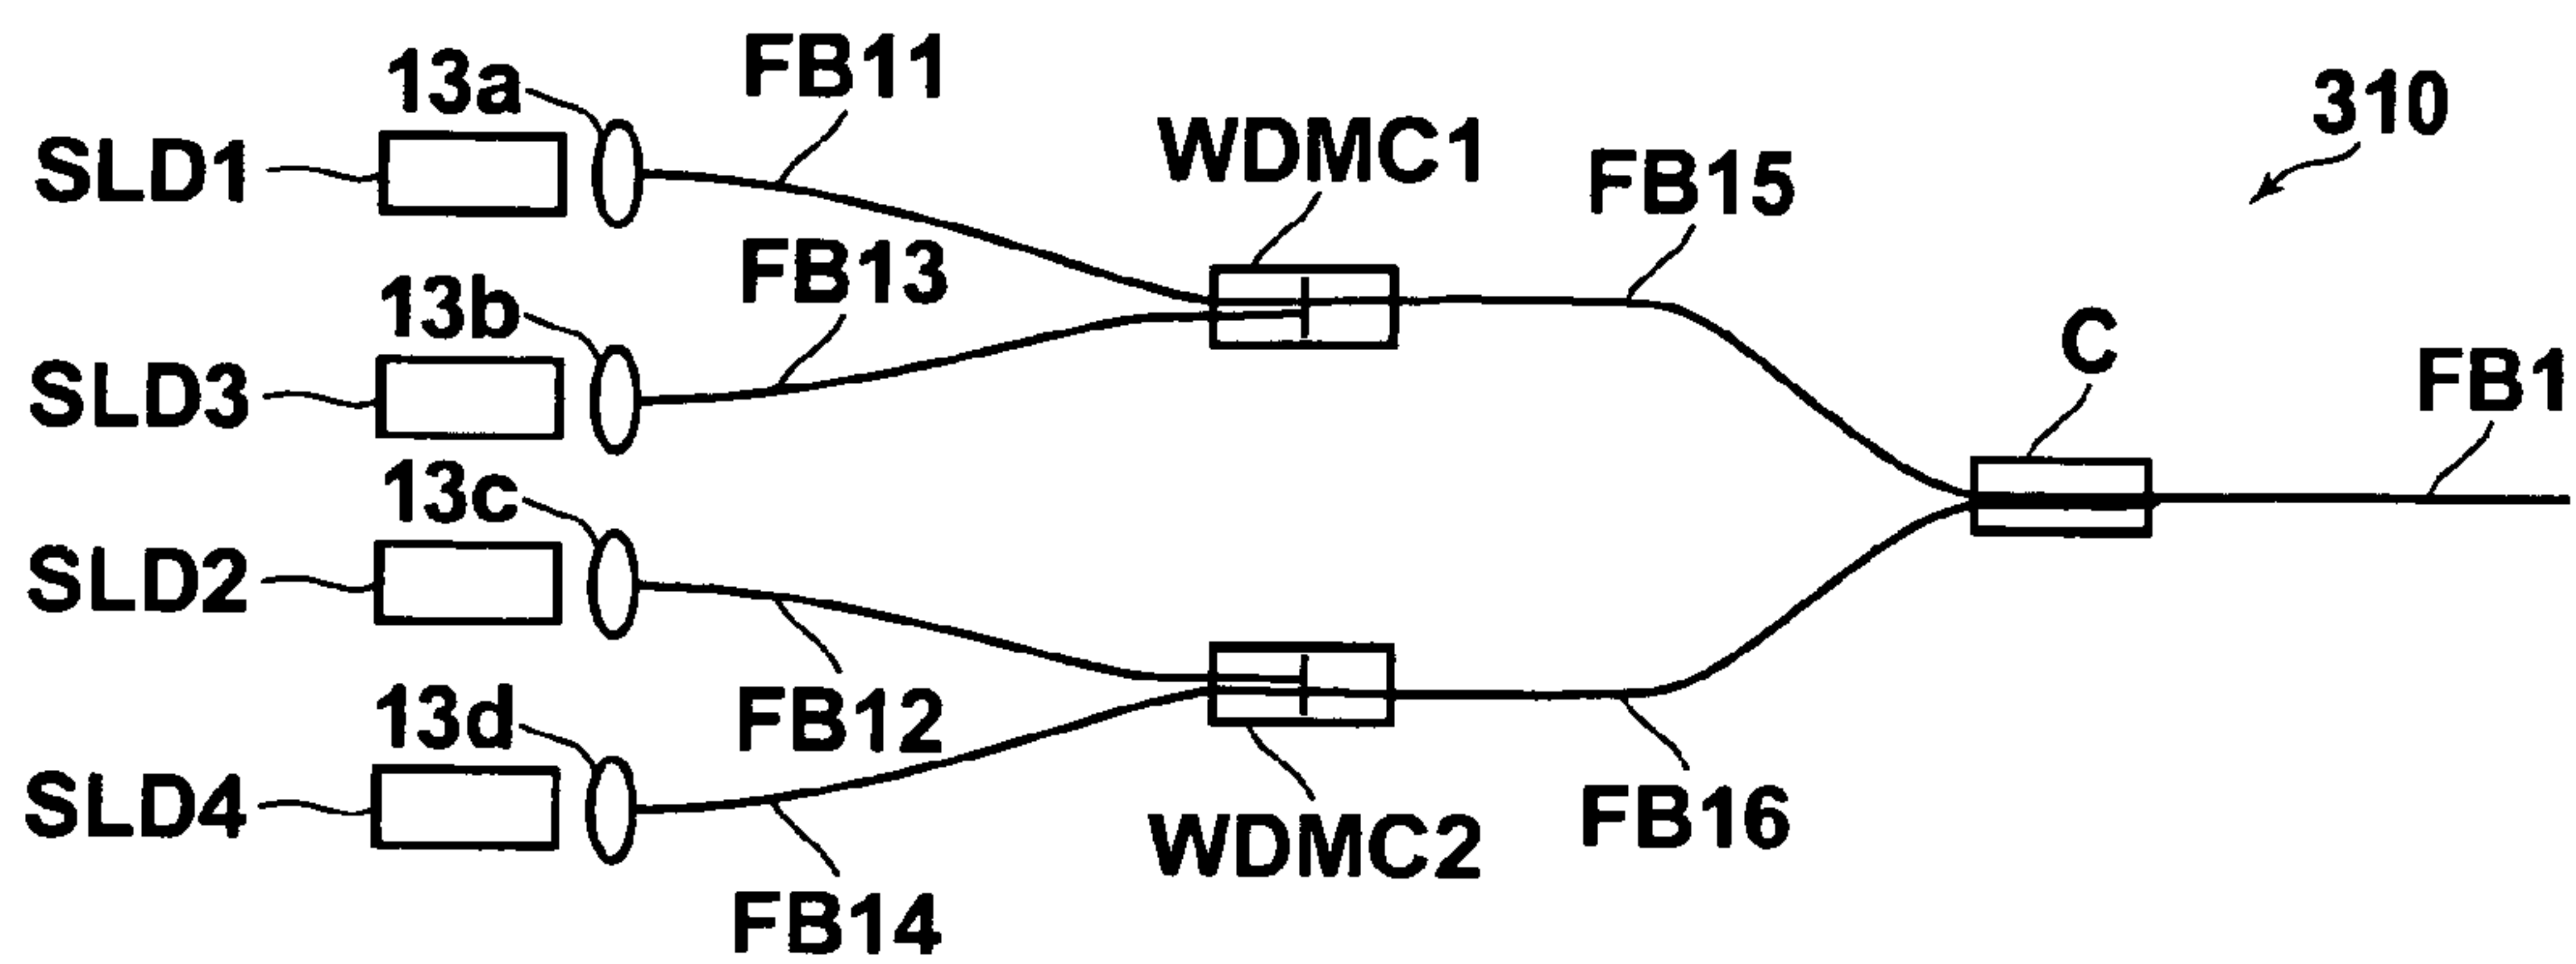 13a
FB11
310
SLD1
WDMC1
FB15
13b
FB13
SLD3
C
FB1
13c
SLD2
13d
FB12
SLD4
WDMC2
FB16
FB14